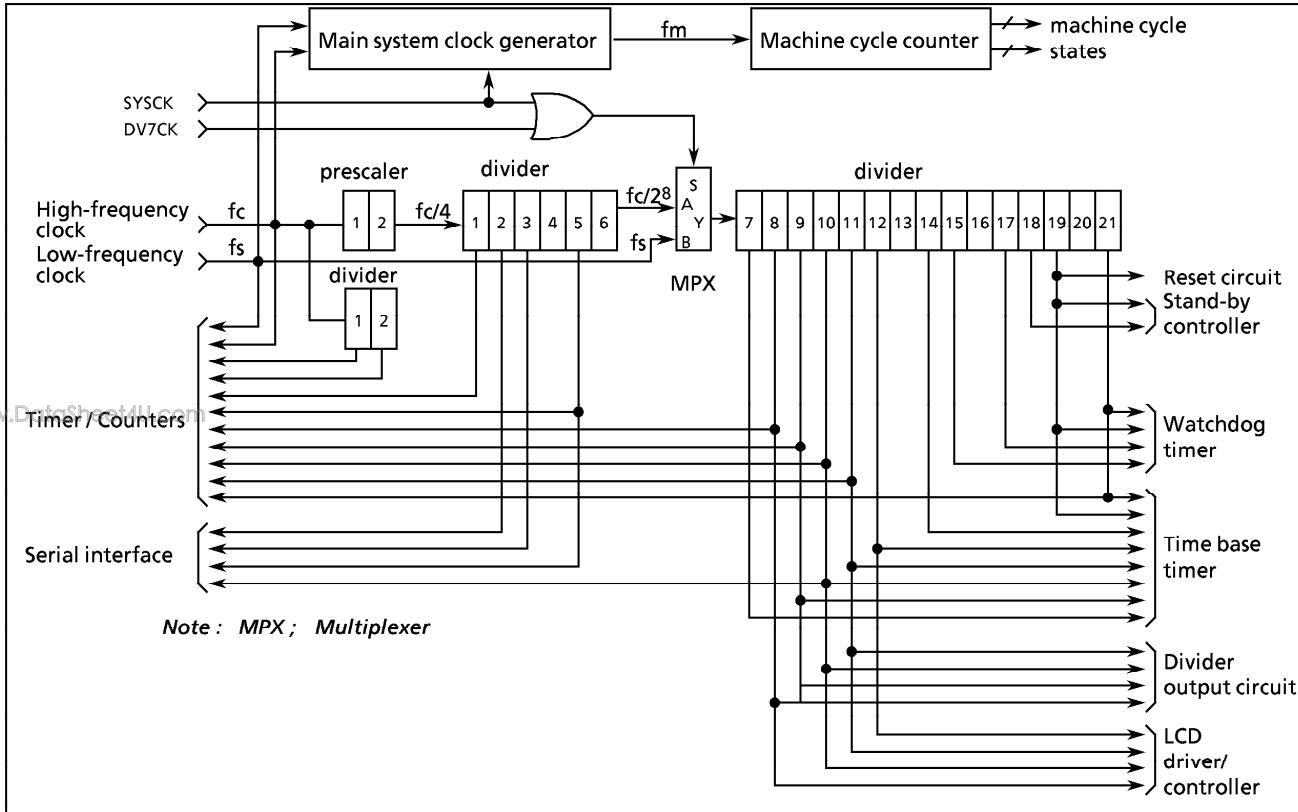 Main system clock generator
fm
Machine cycle counter
machine cycle
states
SYSCK
DV7CK
prescaler
divider
divider
High-frequency
clock
fc
1 2
fc/4
1 2 3 4 5 6
fc/2⁸
S
A
Y
B
7 8 9 10 11 12 13 14 15 16 17 18 19 20 21
Low-frequency
clock
fs
fs
MPX
divider
1 2
Reset circuit
Stand-by
controller
w.DataSheet4U.com
Timer / Counters
Watchdog
timer
Serial interface
Time base
timer
Note : MPX ; Multiplexer
Divider
output circuit
LCD
driver/
controller